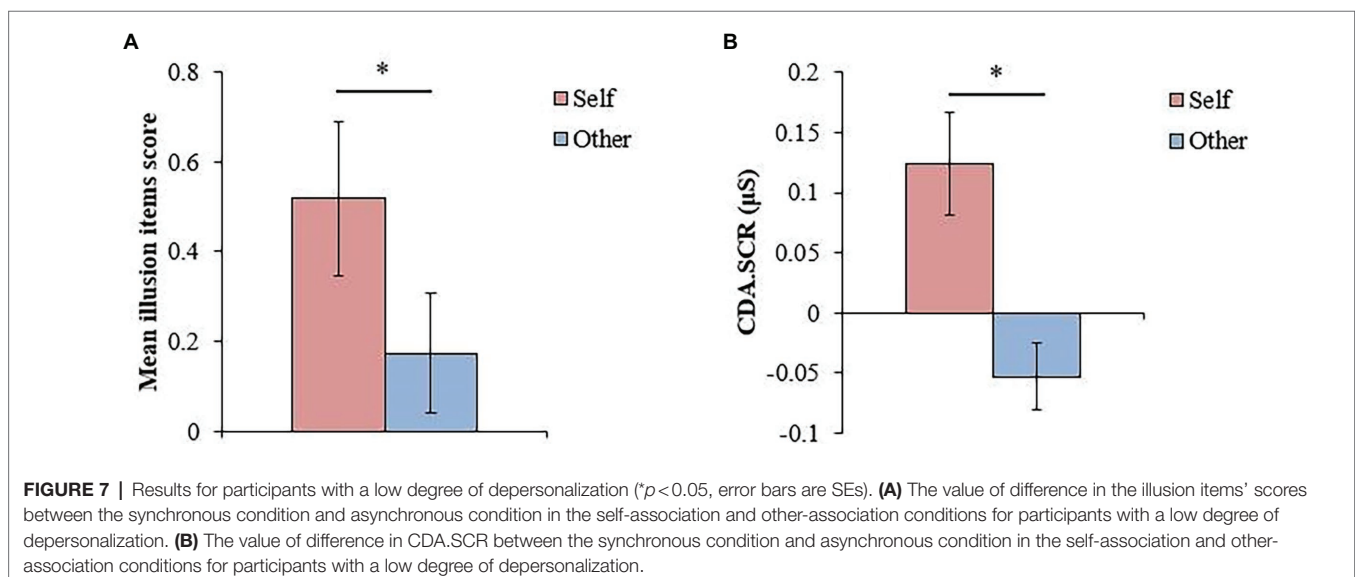 A
*
0.8
0.6
0.4
0.2
0
Mean illusion items score
Self
Other
B
*
0.2
0.15
0.1
0.05
0
-0.05
-0.1
CDA.SCR (µS)
Self
Other
FIGURE 7 | Results for participants with a low degree of depersonalization (*p<0.05, error bars are SEs). (A) The value of difference in the illusion items’ scores
between the synchronous condition and asynchronous condition in the self-association and other-association conditions for participants with a low degree of
depersonalization. (B) The value of difference in CDA.SCR between the synchronous condition and asynchronous condition in the self-association and other-
association conditions for participants with a low degree of depersonalization.